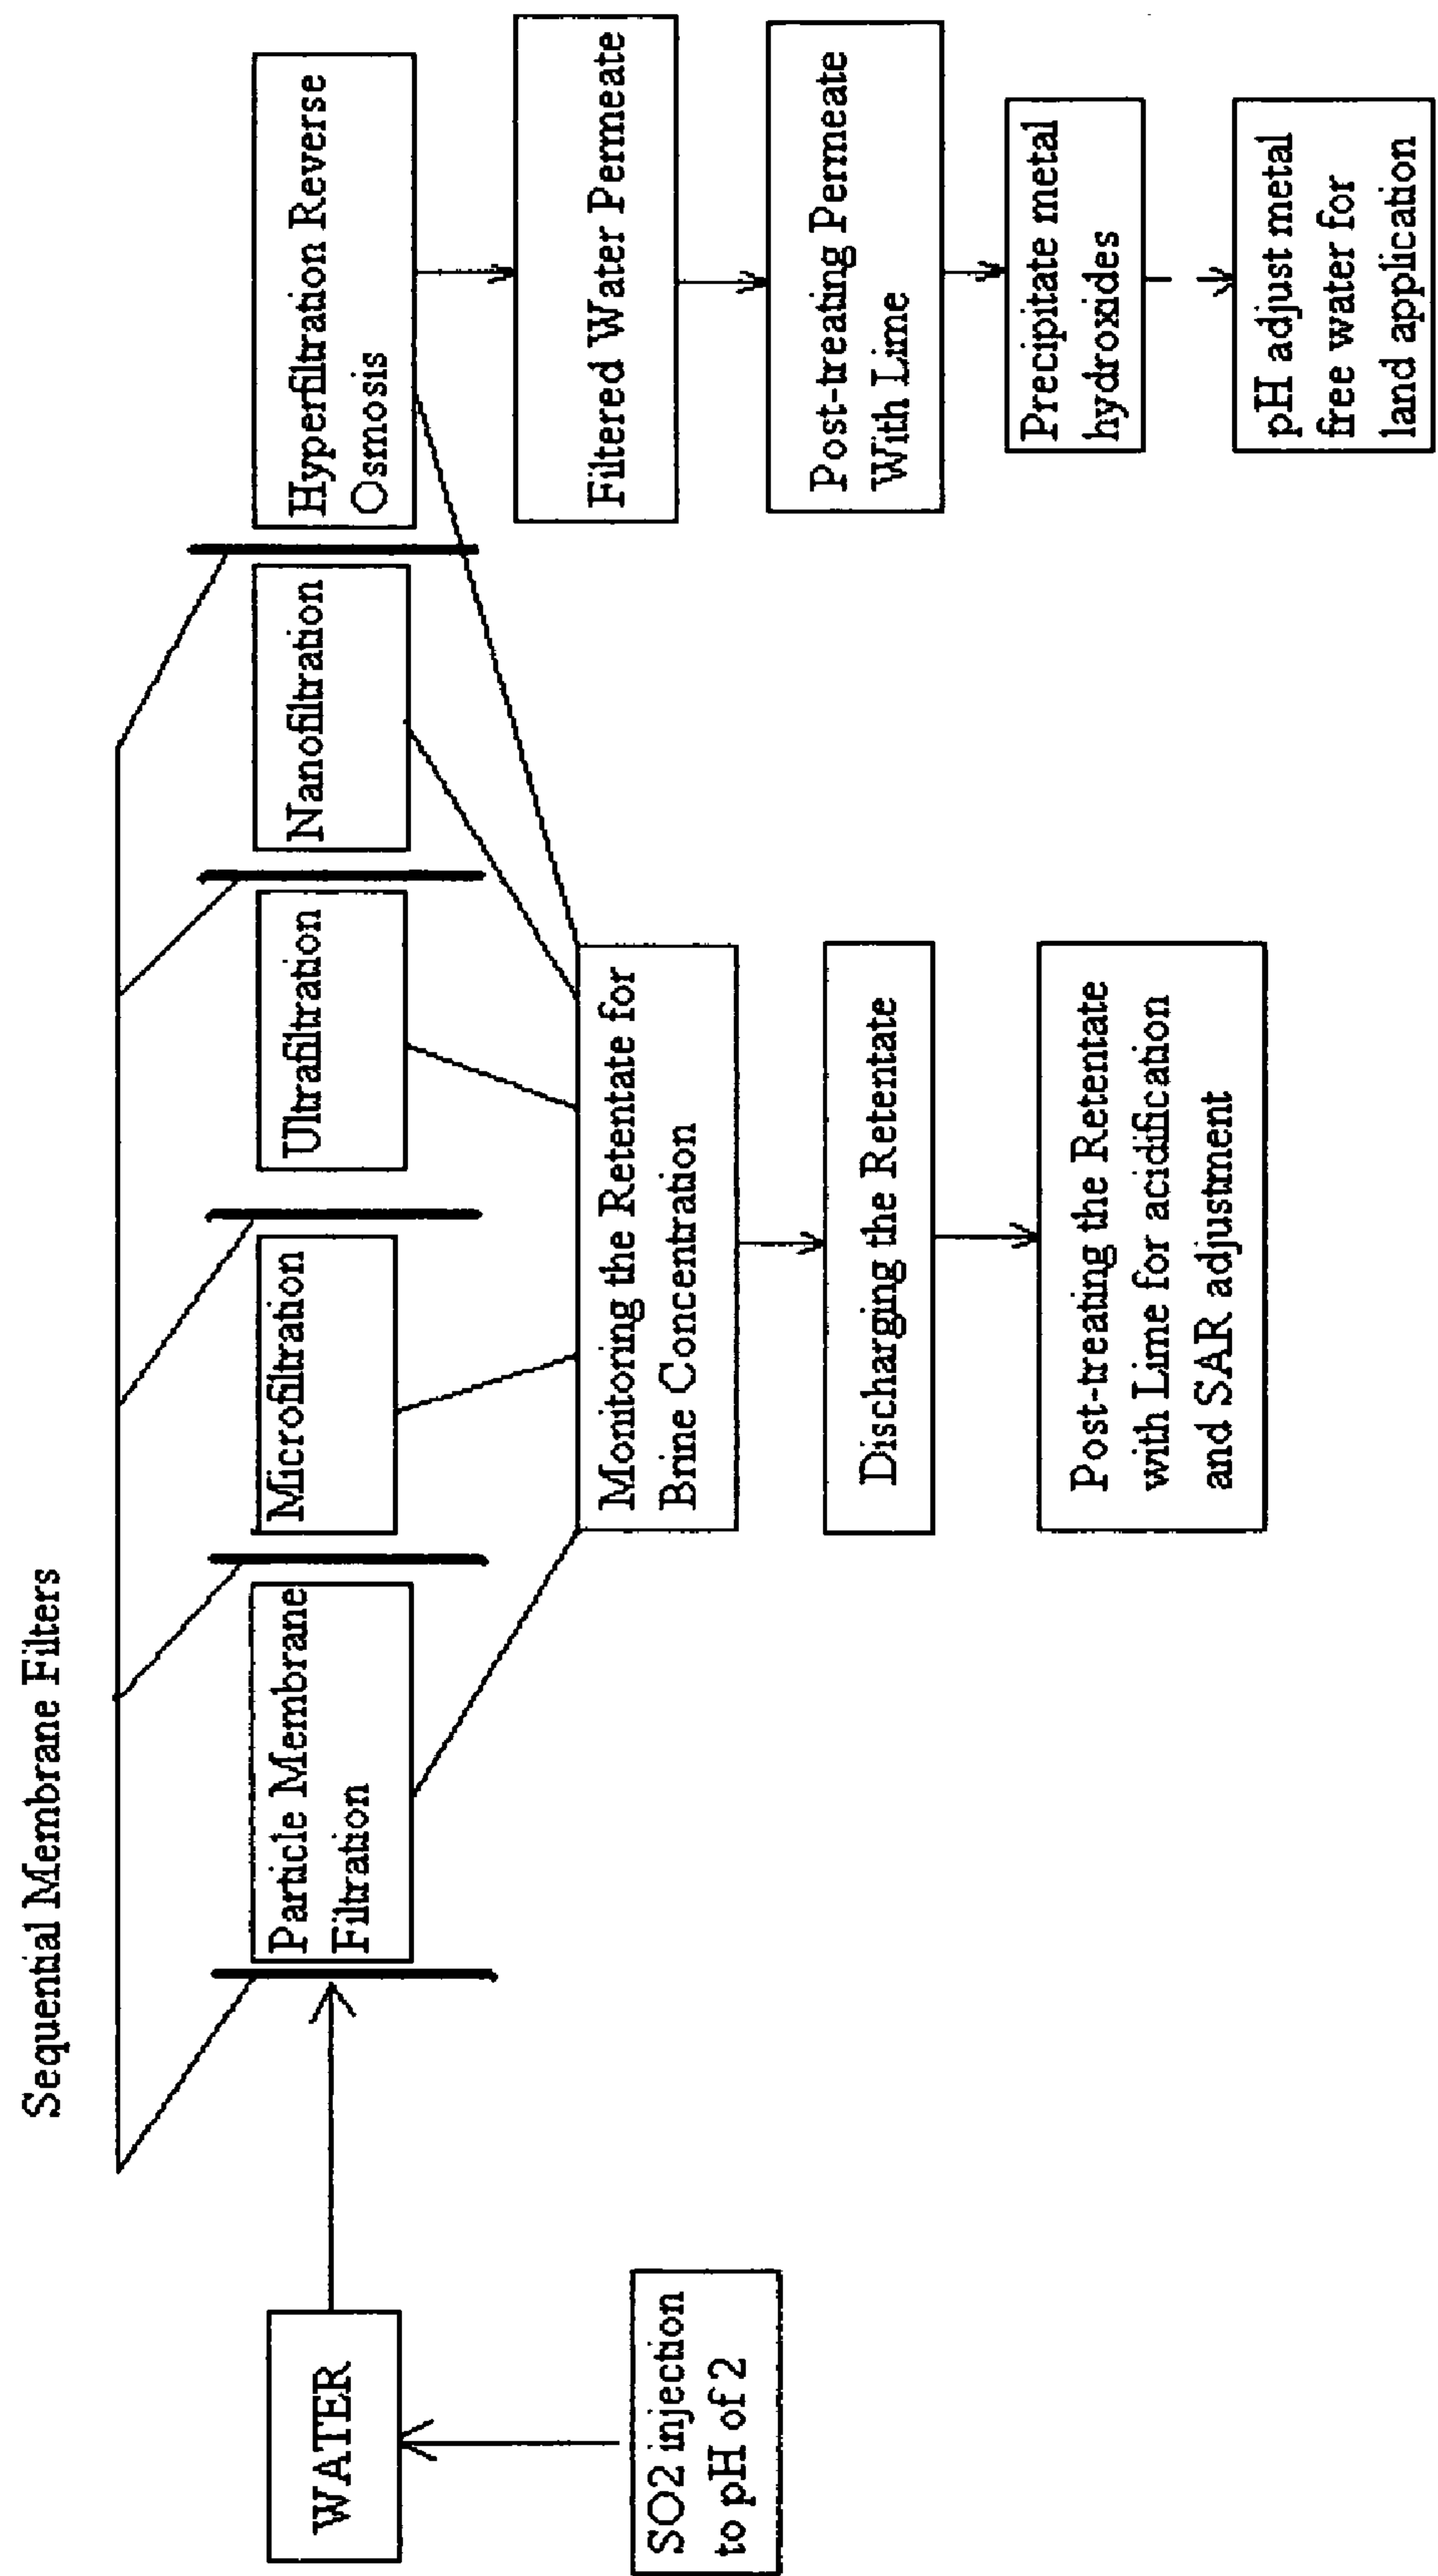 Sequential Membrane Filters
WATER
SO2 injection
to pH of 2
Particle Membrane
Filtration
Microfiltration
Ultrafiltration
Nanofiltration
Hyperfiltration Reverse
Osmosis
Monitoring the Retentate for
Brine Concentration
Discharging the Retentate
Post-treating the Retentate
with Lime for acidification
and SAR adjustment
Filtered Water Permeate
Post-treating Permeate
With Lime
Precipitate metal
hydroxides
pH adjust metal
free water for
land application